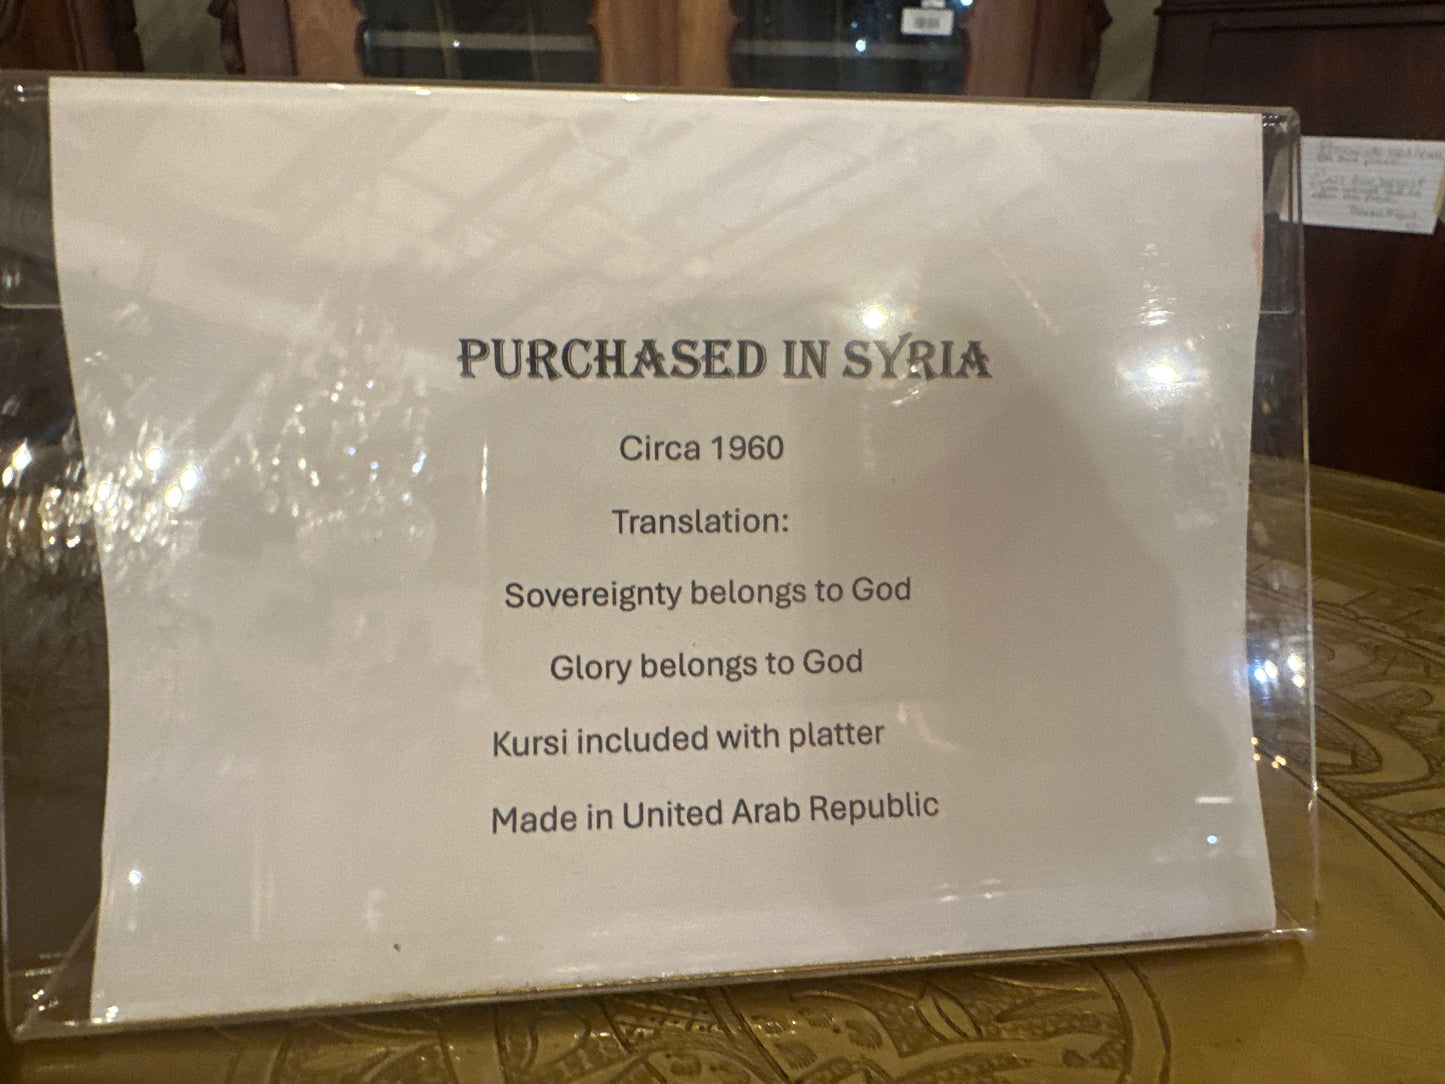 PURCHASED IN SYRIA
Circa 1960
Translation:
Sovereignty belongs to God
Glory belongs to God
Kursi included with platter
Made in United Arab Republic